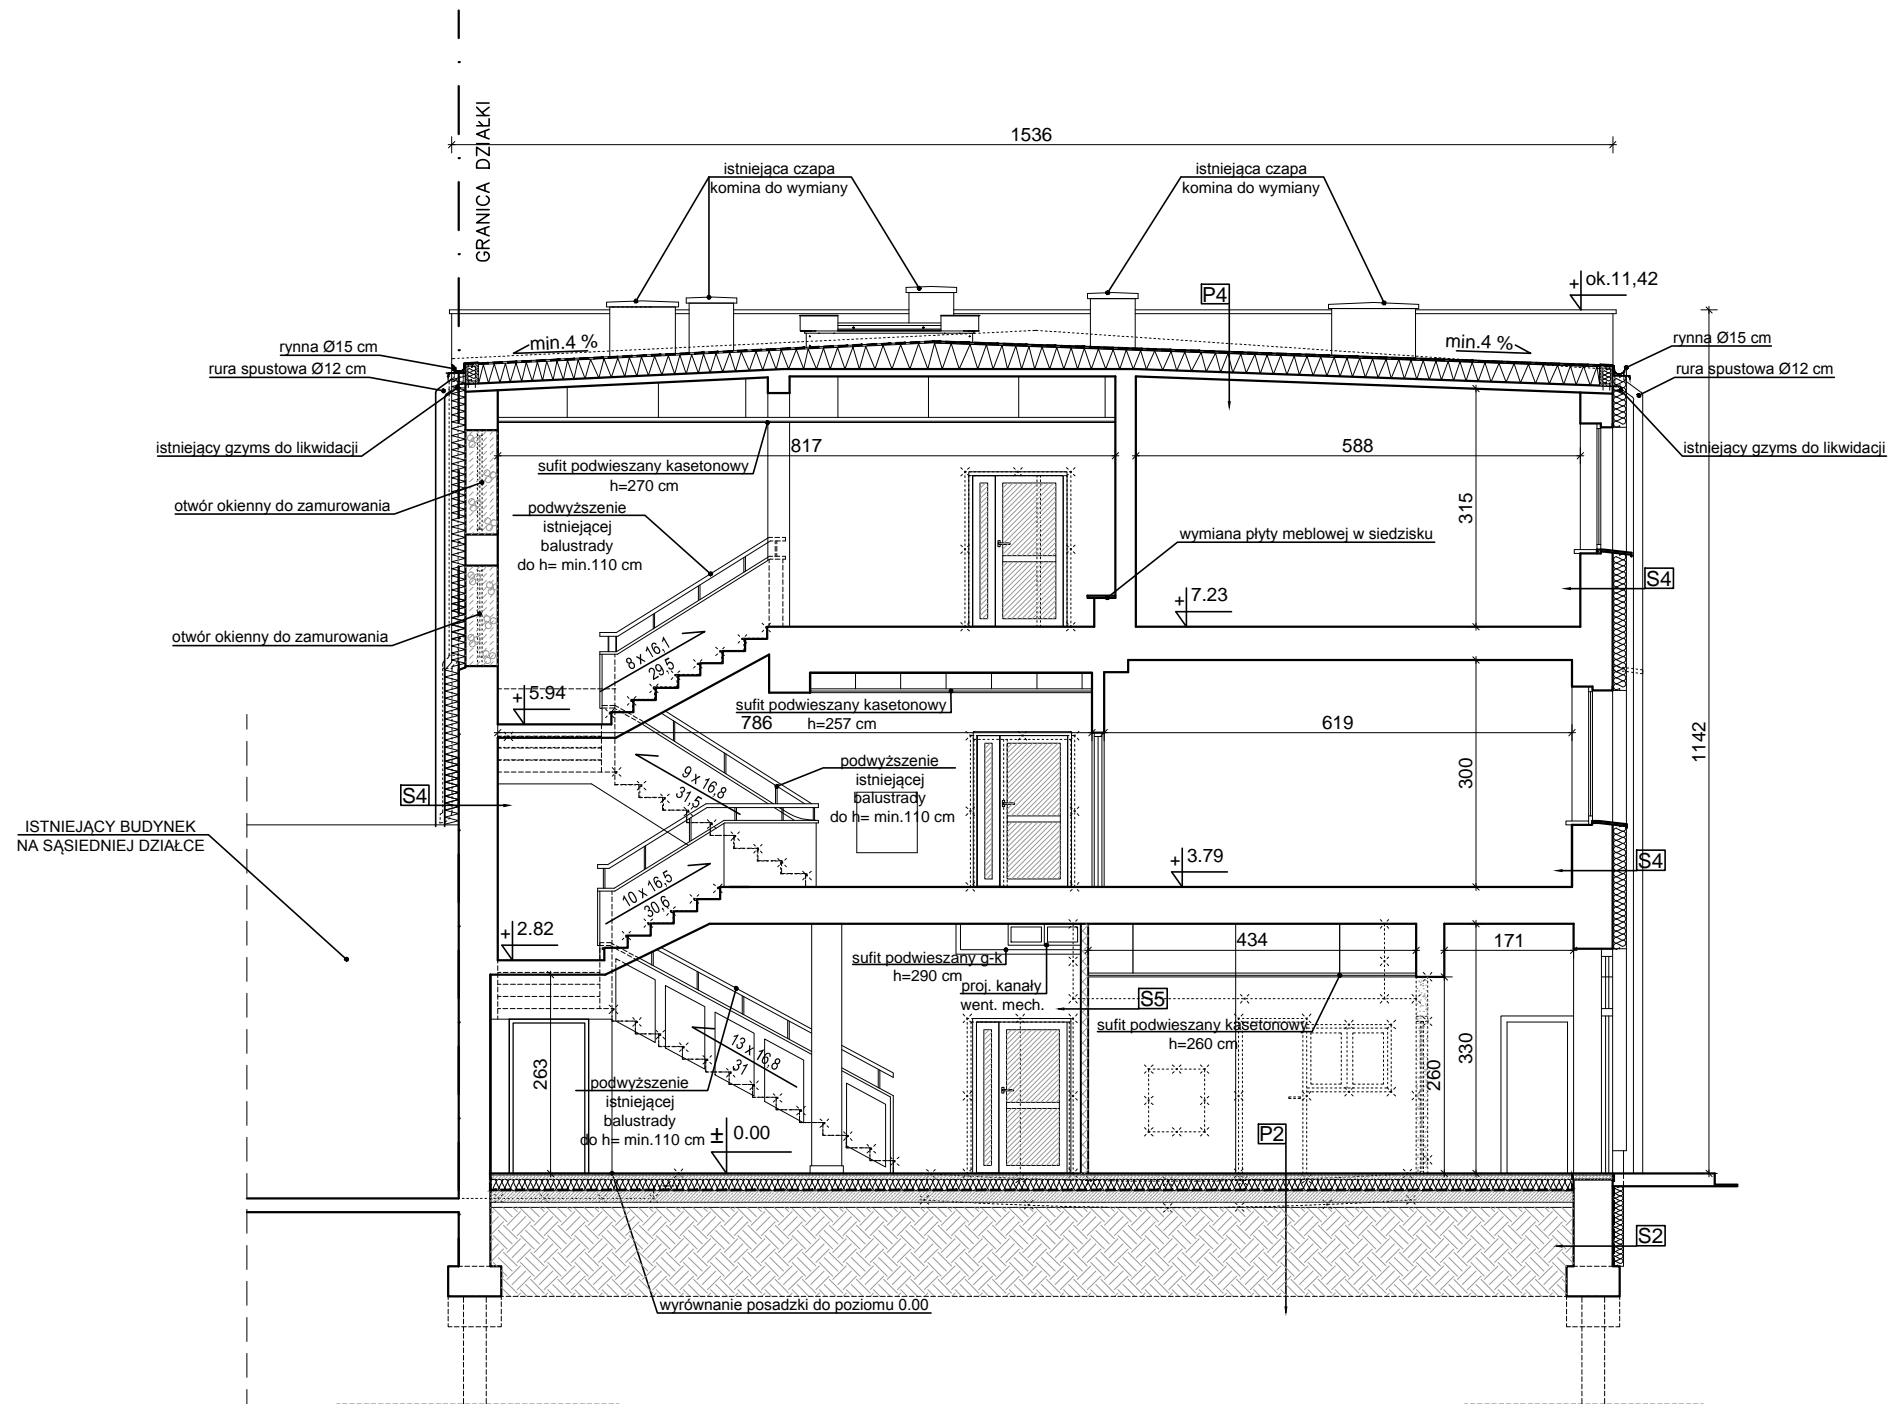 GRANICA DZIAŁKI
1536
istniejąca czapa
komina do wymiany
istniejąca czapa
komina do wymiany
+ ok.11,42
P4
min.4 %
min.4 %
rynna Ø15 cm
rura spustowa Ø12 cm
rynna Ø15 cm
rura spustowa Ø12 cm
istniejący gzyms do likwidacji
istniejący gzyms do likwidacji
817
588
sufit podwieszany kasetonowy
h=270 cm
otwór okienny do zamurowania
podwyższenie
istniejącej
balustrady
do h= min.110 cm
315
wymiana płyty meblowej w siedzisku
S4
+ 7.23
otwór okienny do zamurowania
8 x 16,1
29,5
+ 5.94
sufit podwieszany kasetonowy
h=257 cm
786
619
1142
9 x 16,8
31,5
podwyższenie
istniejącej
balustrady
do h= min.110 cm
300
S4
ISTNIEJĄCY BUDYNEK
NA SĄSIEDNIEJ DZIAŁCE
+ 3.79
S4
10 x 16,5
30,6
+ 2.82
434
171
sufit podwieszany g-k
h=290 cm
proj. kanały
went. mech.
S5
sufit podwieszany kasetonowy
h=260 cm
13 x 16,8
31
263
260
330
podwyższenie
istniejącej
balustrady
do h= min.110 cm
± 0.00
P2
S2
wyrównanie posadzki do poziomu 0.00